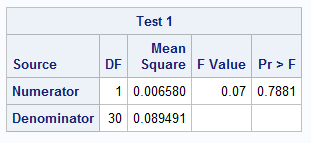 Test 1
Source DF Mean Square F Value Pr > F
Numerator 1 0.006580 0.07 0.7881
Denominator 30 0.089491